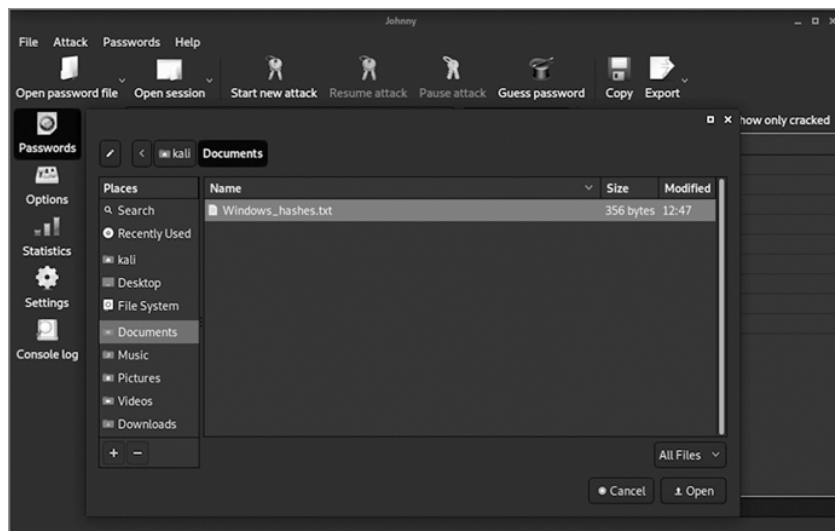 Johnny
File Attack Passwords Help
Open password file Open session Start new attack Resume attack Pause attack Guess password Copy Export
how only cracked
Passwords
Options
Statistics
Settings
Console log
kali Documents
Places
Search
Recently Used
kali
Desktop
File System
Documents
Music
Pictures
Videos
Downloads
Name Size Modified
Windows_hashes.txt 356 bytes 12:47
All Files
Cancel Open